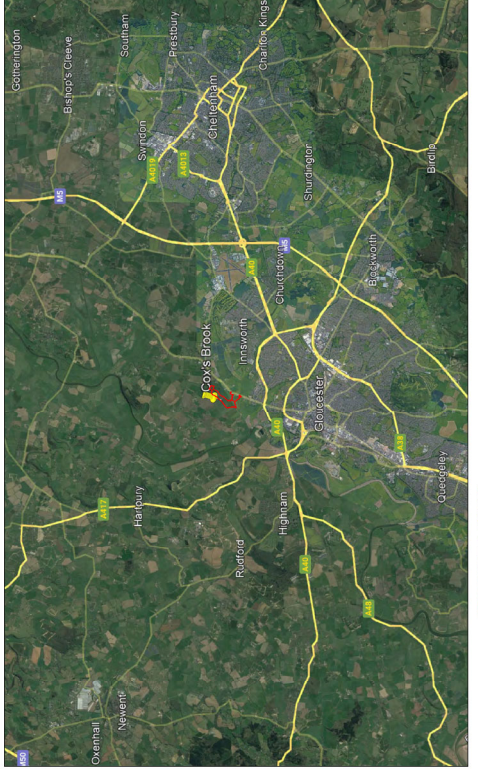 M50
Gotherington
M5
Bishop's Cleeve
Oxenhall
A417
Newent
Southam
Hartpury
Swindon
A4019
Prestbury
A4013
Cox's Brook
Cheltenham
Rudford
Innsworth
A40
Charlton Kings
A40
Churchdown
Highnam
M5
A40
Shurdington
Gloucester
A48
Brockworth
A38
Birdlip
Quedgeley